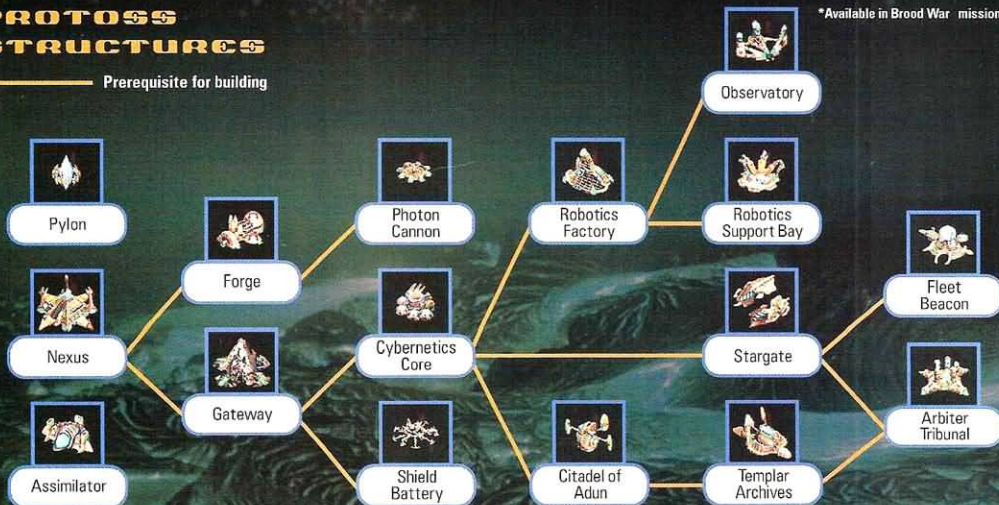 PROTOSS
STRUCTURES
Prerequisite for building
*Available in Brood War mission
Observatory
Pylon
Photon
Cannon
Robotics
Factory
Robotics
Support Bay
Forge
Fleet
Beacon
Nexus
Cybernetics
Core
Stargate
Gateway
Arbiter
Tribunal
Assimilator
Shield
Battery
Citadel of
Adun
Templar
Archives